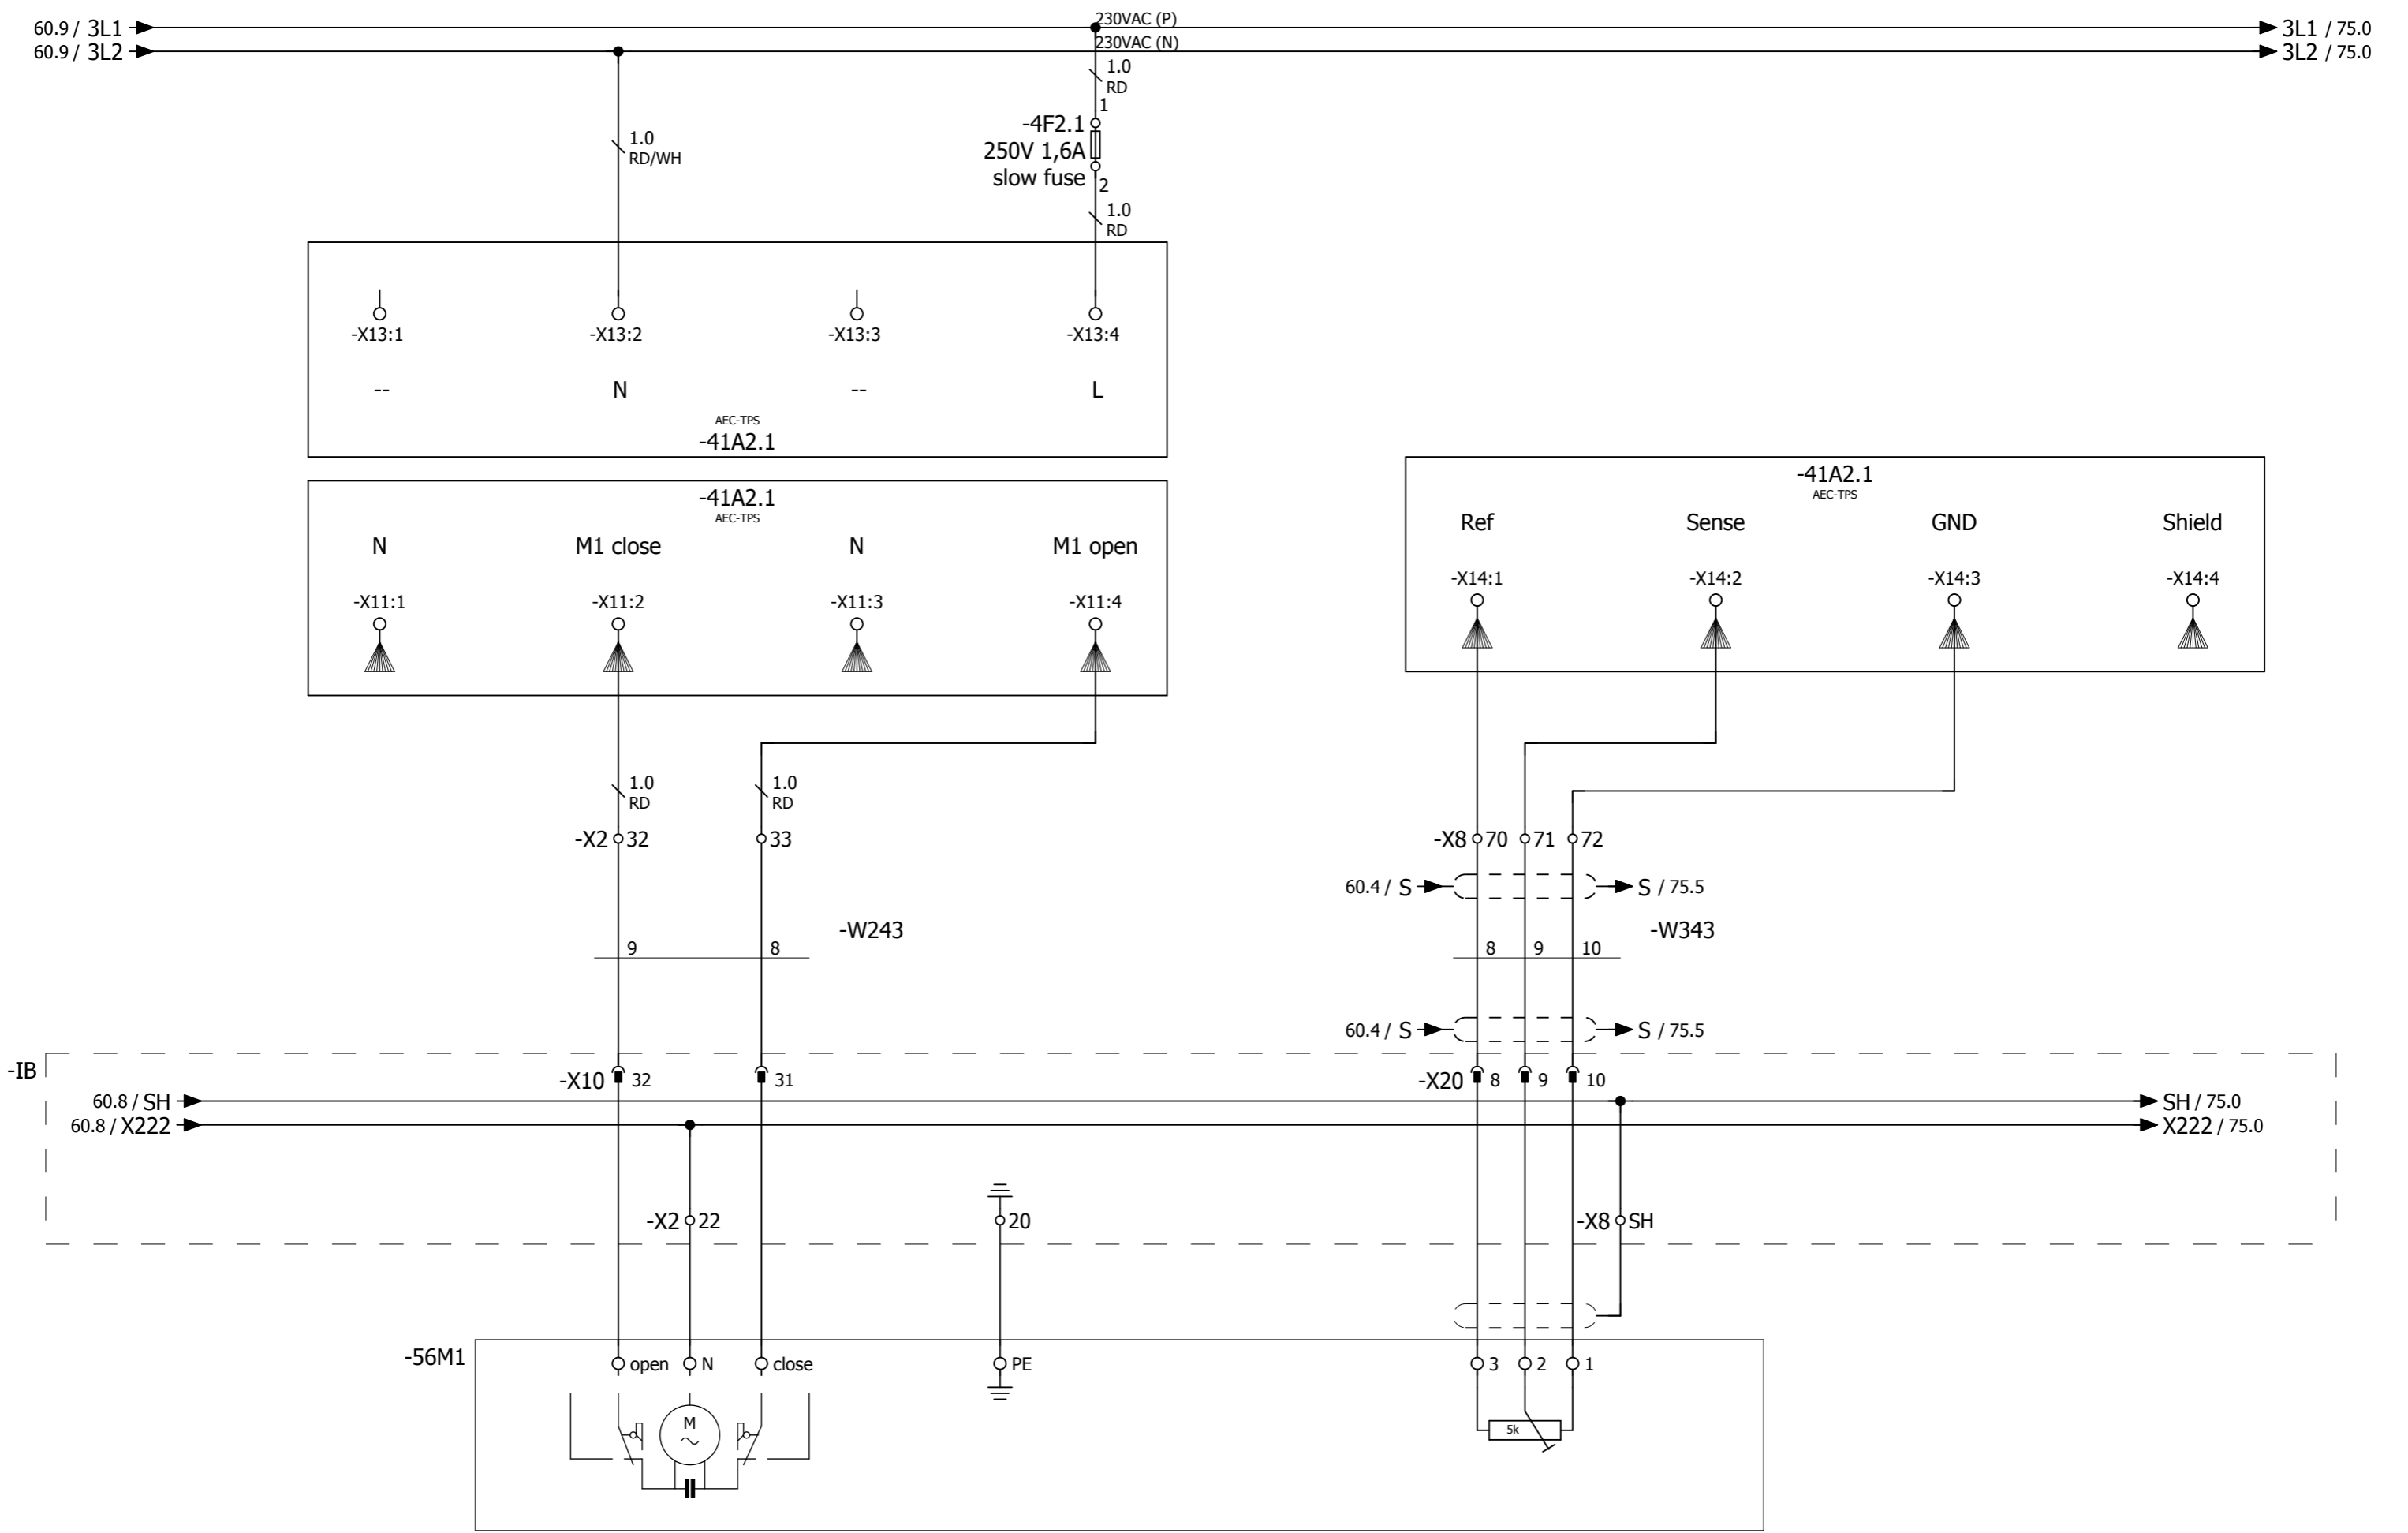 60.9 / 3L1
230VAC (P)
3L1 / 75.0
60.9 / 3L2
230VAC (N)
3L2 / 75.0
1.0
RD
1
-4F2.1
250V 1,6A
slow fuse
2
1.0
RD/WH
1.0
RD
-X13:1
-X13:2
-X13:3
-X13:4
--
N
--
L
AEC-TPS
-41A2.1
-41A2.1
AEC-TPS
N
M1 close
N
M1 open
-X11:1
-X11:2
-X11:3
-X11:4
-41A2.1
AEC-TPS
Ref
Sense
GND
Shield
-X14:1
-X14:2
-X14:3
-X14:4
1.0
RD
1.0
RD
-X2
32
33
-X8
70
71
72
60.4 / S
S / 75.5
-W243
9
8
-W343
8
9
10
60.4 / S
S / 75.5
-IB
-X10
32
31
-X20
8
9
10
60.8 / SH
SH / 75.0
60.8 / X222
X222 / 75.0
-X2
22
20
-X8
SH
-56M1
open
N
close
PE
3
2
1
M
5k